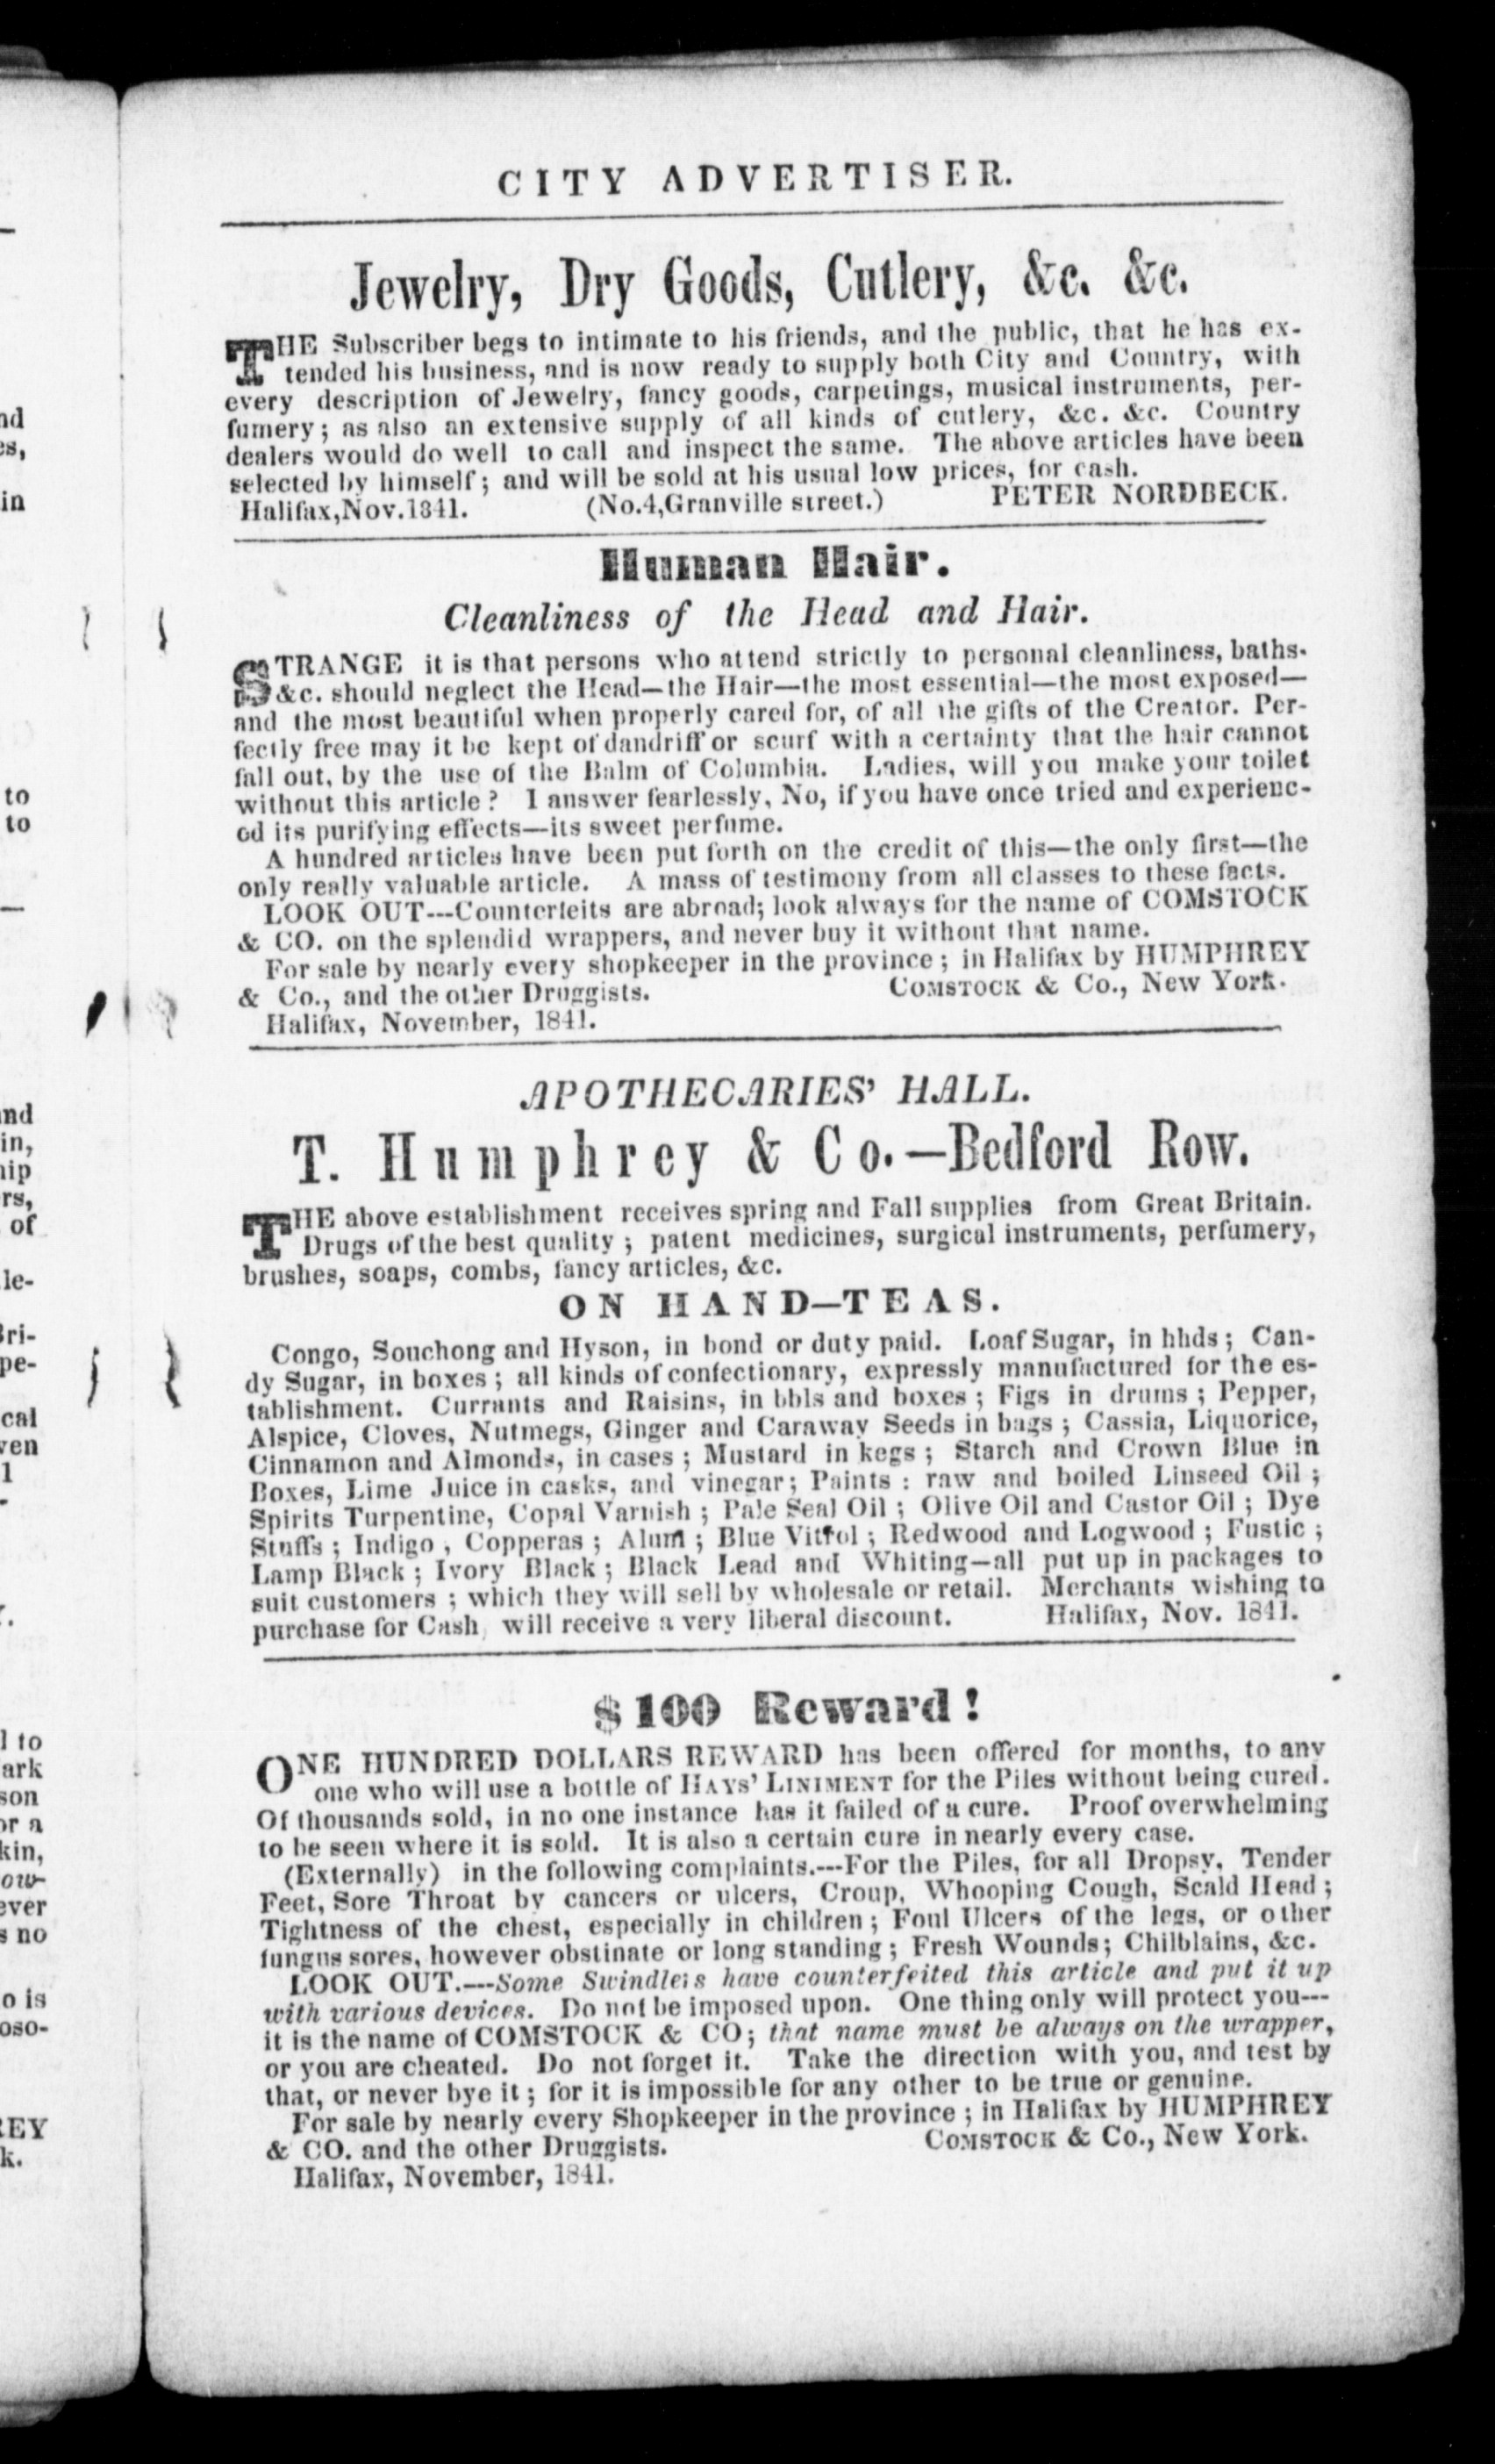 CITY ADVERTISER.
Jewelry, Dry Goods, Cutlery, &c. &c.
THE Subscriber begs to intimate to his friends, and the public, that he has ex-
tended his business, and is now ready to supply both City and Country, with
every description of Jewelry, fancy goods, carpetings, musical instruments, per-
fumery; as also an extensive supply of all kinds of cutlery, &c. &c. Country
dealers would do well to call and inspect the same. The above articles have been
selected by himself; and will be sold at his usual low prices, for cash.
Halifax, Nov. 1841. (No. 4, Granville street.) PETER NORDBECK.
Human Hair.
Cleanliness of the Head and Hair.
STRANGE it is that persons who attend strictly to personal cleanliness, baths.
&c. should neglect the Head—the Hair—the most essential—the most exposed—
and the most beautiful when properly cared for, of all the gifts of the Creator. Per-
fectly free may it be kept of dandriff or scurf with a certainty that the hair cannot
fall out, by the use of the Balm of Columbia. Ladies, will you make your toilet
without this article? I answer fearlessly, No, if you have once tried and experienc-
ed its purifying effects—its sweet perfume.
A hundred articles have been put forth on the credit of this—the only first—the
only really valuable article. A mass of testimony from all classes to these facts.
LOOK OUT---Counterfeits are abroad; look always for the name of COMSTOCK
& CO. on the splendid wrappers, and never buy it without that name.
For sale by nearly every shopkeeper in the province; in Halifax by HUMPHREY
& Co., and the other Druggists. COMSTOCK & Co., New York.
Halifax, November, 1841.
APOTHECARIES' HALL.
T. Humphrey & Co.—Bedford Row.
THE above establishment receives spring and Fall supplies from Great Britain.
Drugs of the best quality; patent medicines, surgical instruments, perfumery,
brushes, soaps, combs, fancy articles, &c.
ON HAND—TEAS.
Congo, Souchong and Hyson, in bond or duty paid. Loaf Sugar, in hhds; Can-
dy Sugar, in boxes; all kinds of confectionary, expressly manufactured for the es-
tablishment. Currants and Raisins, in bbls and boxes; Figs in drums; Pepper,
Alspice, Cloves, Nutmegs, Ginger and Caraway Seeds in bags; Cassia, Liquorice,
Cinnamon and Almonds, in cases; Mustard in kegs; Starch and Crown Blue in
Boxes, Lime Juice in casks, and vinegar; Paints: raw and boiled Linseed Oil;
Spirits Turpentine, Copal Varnish; Pale Seal Oil; Olive Oil and Castor Oil; Dye
Stuffs; Indigo, Copperas; Alum; Blue Vitrol; Redwood and Logwood; Fustic;
Lamp Black; Ivory Black; Black Lead and Whiting—all put up in packages to
suit customers; which they will sell by wholesale or retail. Merchants wishing to
purchase for Cash, will receive a very liberal discount. Halifax, Nov. 1841.
$100 Reward!
ONE HUNDRED DOLLARS REWARD has been offered for months, to any
one who will use a bottle of HAYS' LINIMENT for the Piles without being cured.
Of thousands sold, in no one instance has it failed of a cure. Proof overwhelming
to be seen where it is sold. It is also a certain cure in nearly every case.
(Externally) in the following complaints.---For the Piles, for all Dropsy, Tender
Feet, Sore Throat by cancers or ulcers, Croup, Whooping Cough, Scald Head;
Tightness of the chest, especially in children; Foul Ulcers of the legs, or other
fungus sores, however obstinate or long standing; Fresh Wounds; Chilblains, &c.
LOOK OUT.---Some Swindlers have counterfeited this article and put it up
with various devices. Do not be imposed upon. One thing only will protect you---
it is the name of COMSTOCK & CO; that name must be always on the wrapper,
or you are cheated. Do not forget it. Take the direction with you, and test by
that, or never bye it; for it is impossible for any other to be true or genuine.
For sale by nearly every Shopkeeper in the province; in Halifax by HUMPHREY
& CO. and the other Druggists. COMSTOCK & Co., New York.
Halifax, November, 1841.